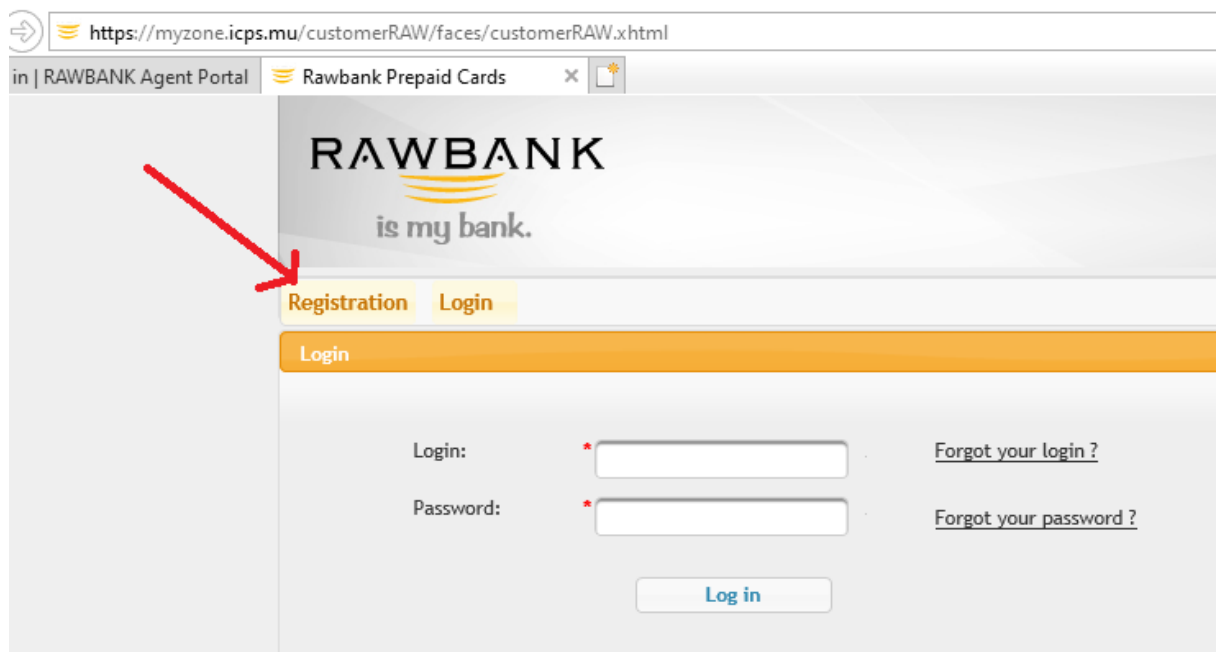 https://myzone.icps.mu/customerRAW/faces/customerRAW.xhtml
in | RAWBANK Agent Portal Rawbank Prepaid Cards
RAWBANK
is my bank.
Registration Login
Login
Login: * Forgot your login ?
Password: * Forgot your password ?
Log in